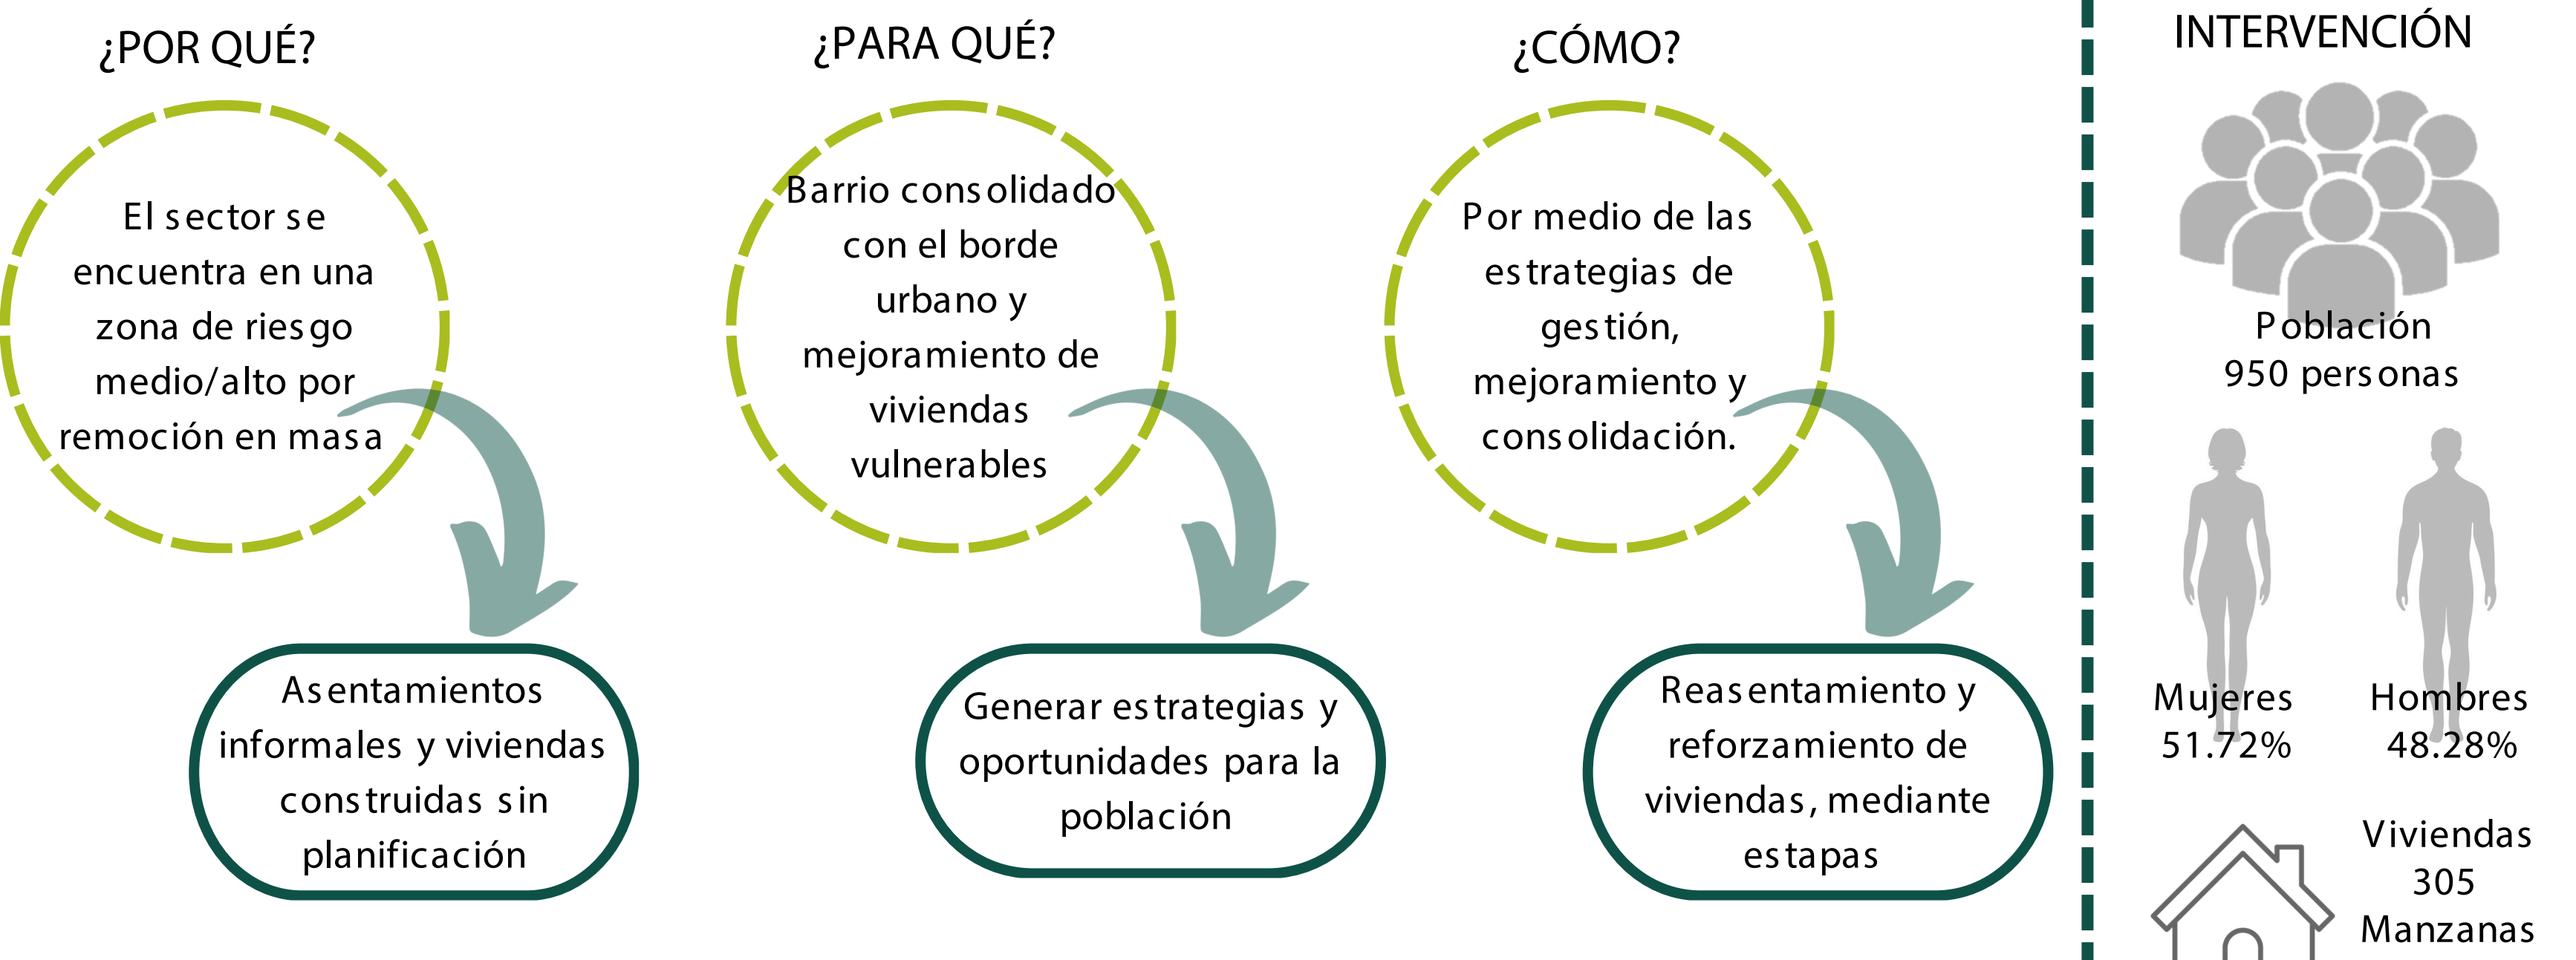 ¿POR QUÉ?
El sector se
encuentra en una
zona de riesgo
medio/alto por
remoción en masa
Asentamientos
informales y viviendas
construidas sin
planificación
¿PARA QUÉ?
Barrio consolidado
con el borde
urbano y
mejoramiento de
viviendas
vulnerables
Generar estrategias y
oportunidades para la
población
¿CÓMO?
Por medio de las
estrategias de
gestión,
mejoramiento y
consolidación.
Reasentamiento y
reforzamiento de
viviendas, mediante
estapas
INTERVENCIÓN
Población
950 personas
Mujeres
51.72%
Hombres
48.28%
Viviendas
305
Manzanas